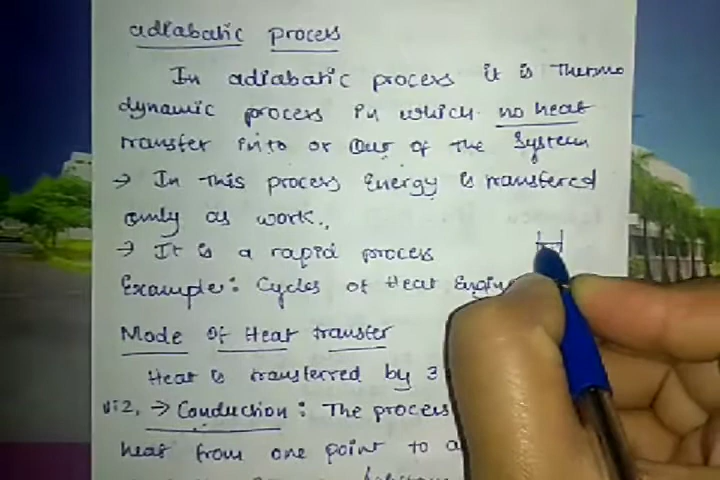 adiabatic process
In adiabatic process it is Thermo
dynamic process in which no heat
transfer into or Out of the System
→ In this process Energy is transferred
only as work.,
→ It is a rapid process
Example: Cycles of Heat Engin
Mode Of Heat transfer
Heat is transferred by 3
viz, → Conduction: The process
heat from one point to a